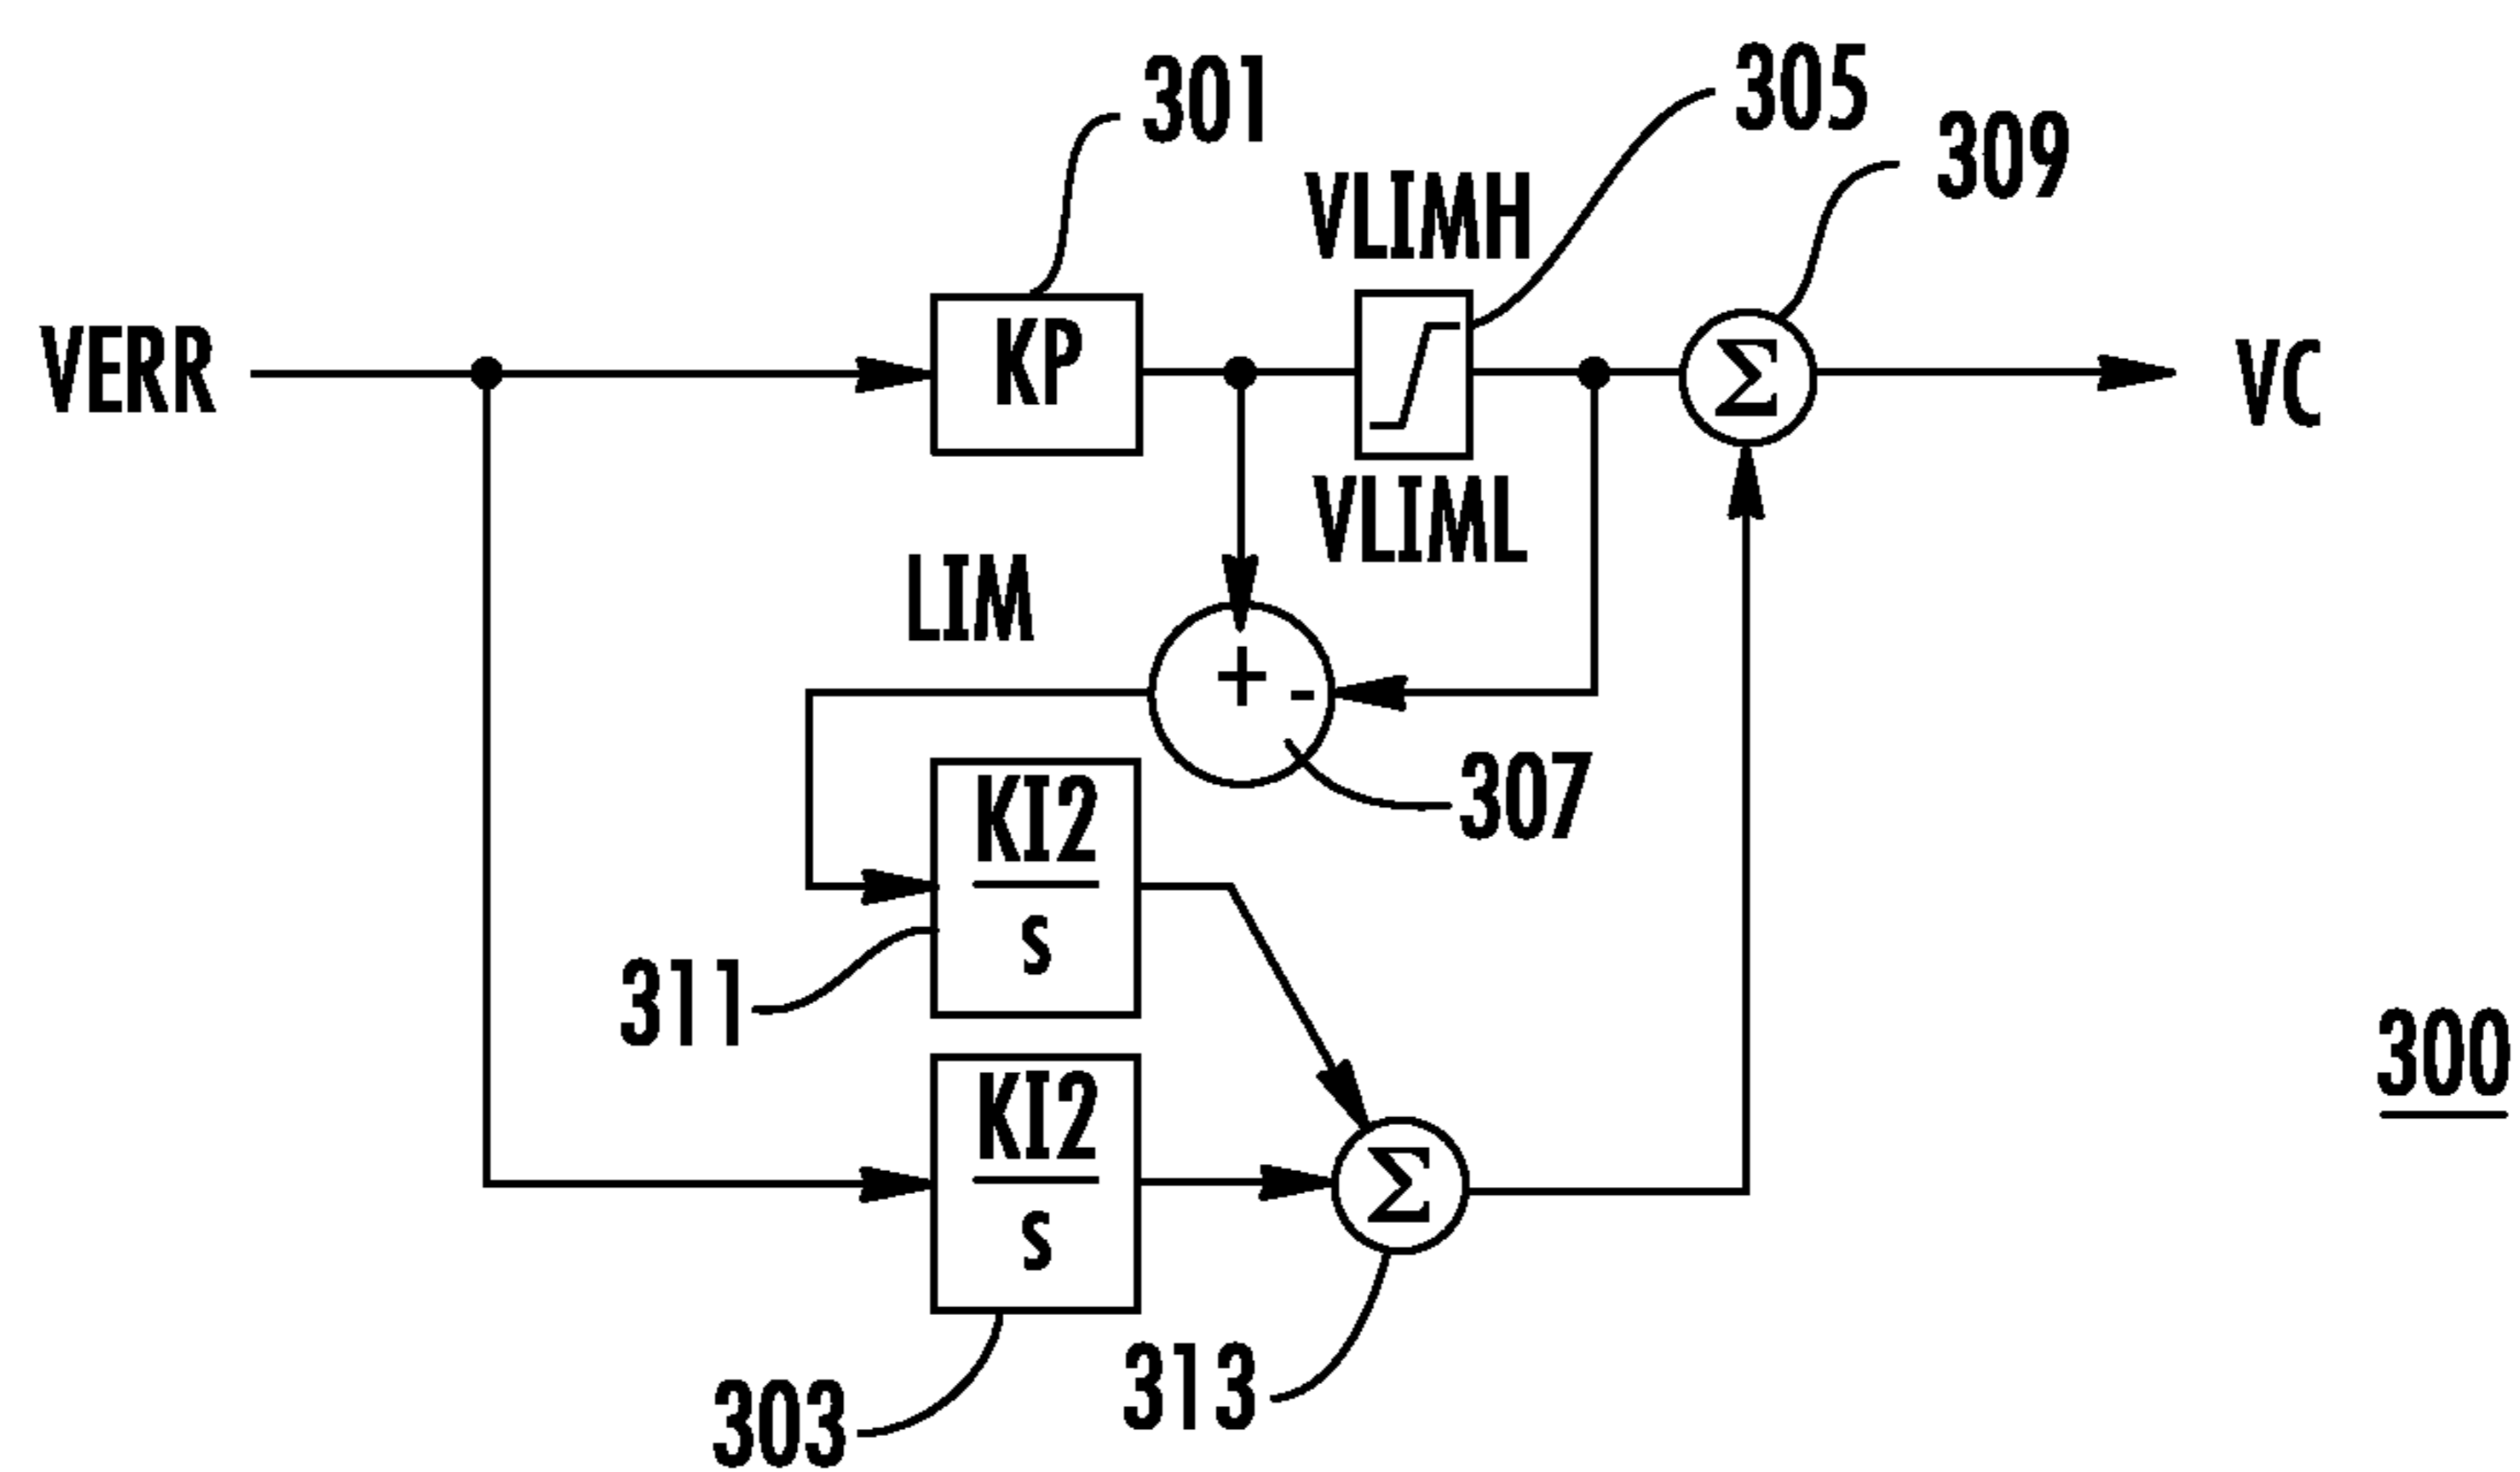 301
305
309
VLIMH
VERR
KP
Σ
VC
VLIML
LIM
+ -
307
KI2
s
311
300
KI2
s
Σ
303
313